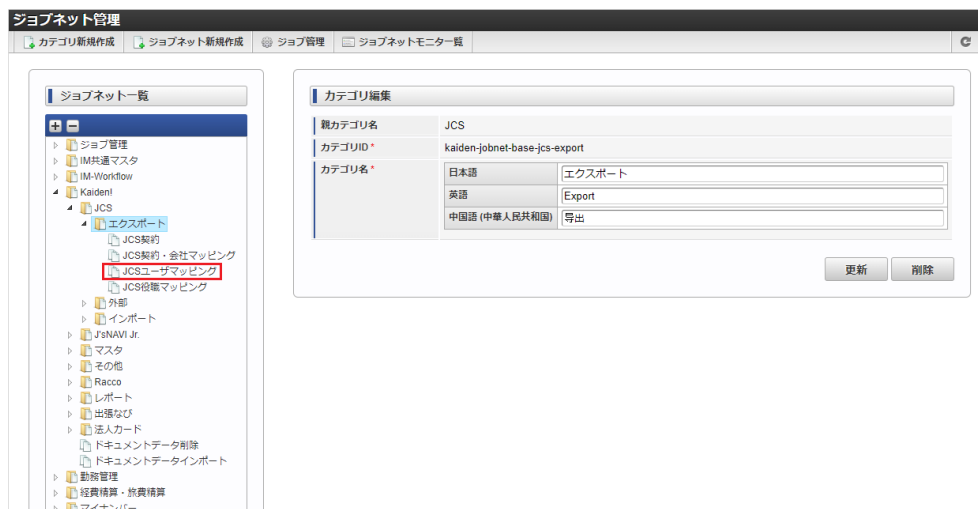 ジョブネット管理
カテゴリ新規作成 ジョブネット新規作成 ジョブ管理 ジョブネットモニタ一覧
ジョブネット一覧
ジョブ管理
IM共通マスタ
IM-Workflow
Kaiden!
JCS
エクスポート
JCS契約
JCS契約・会社マッピング
JCSユーザマッピング
JCS役職マッピング
外部
インポート
J'sNAVI Jr.
マスタ
その他
Racco
レポート
出張なび
法人カード
ドキュメントデータ削除
ドキュメントデータインポート
勤務管理
経費精算・旅費精算
マイナンバー
カテゴリ編集
親カテゴリ名 JCS
カテゴリID * kaiden-jobnet-base-jcs-export
カテゴリ名 *
日本語 エクスポート
英語 Export
中国語 (中華人民共和国) 导出
更新 削除